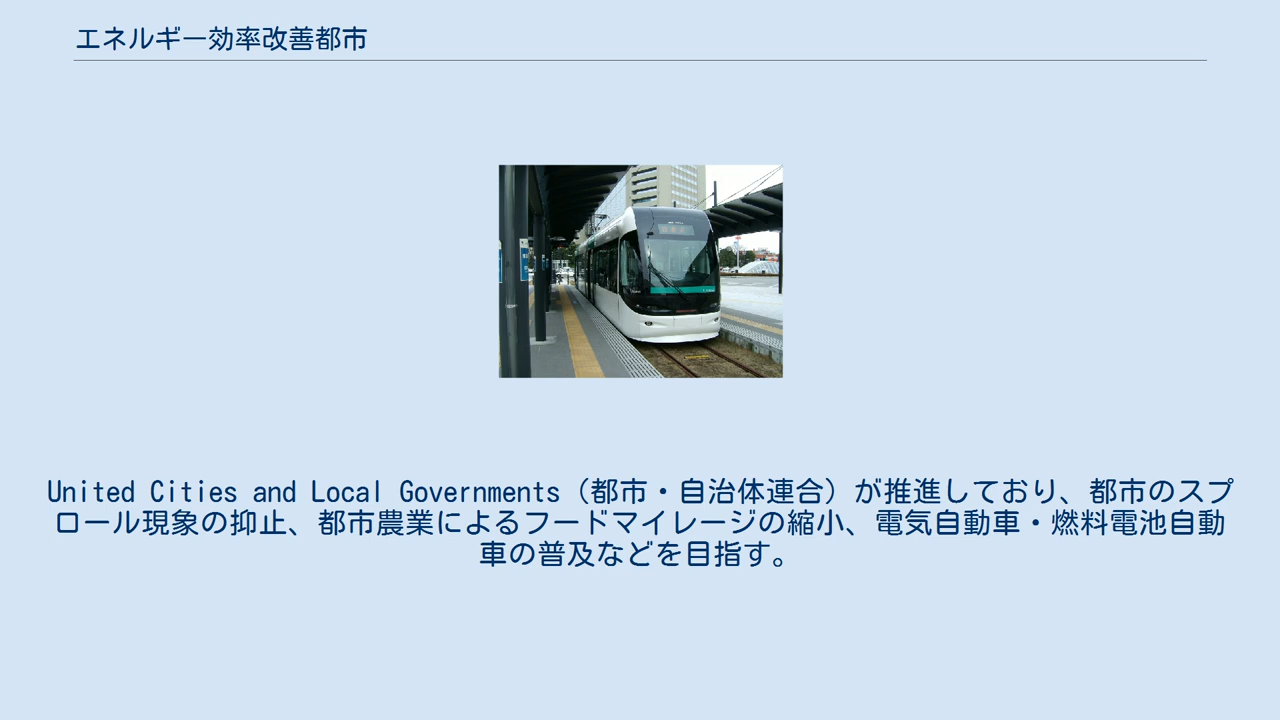 エネルギー効率改善都市
United Cities and Local Governments（都市・自治体連合）が推進しており、都市のスプ
ロール現象の抑止、都市農業によるフードマイレージの縮小、電気自動車・燃料電池自動
車の普及などを目指す。